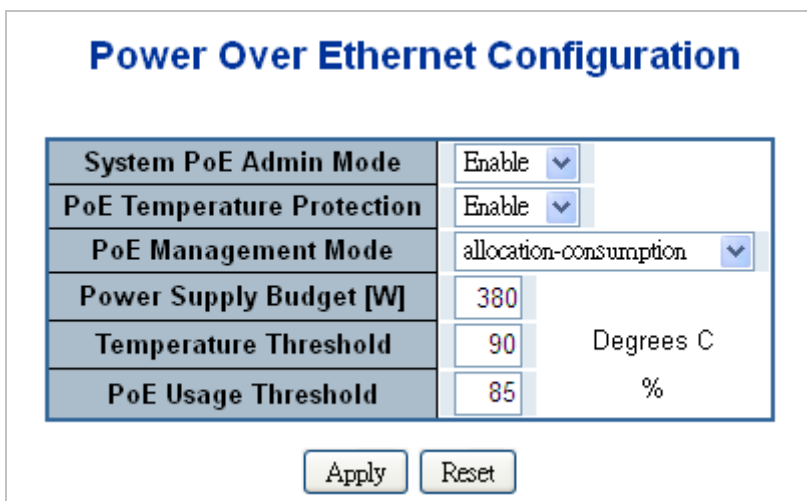 Power Over Ethernet Configuration
System PoE Admin Mode Enable
PoE Temperature Protection Enable
PoE Management Mode allocation-consumption
Power Supply Budget [W] 380
Temperature Threshold 90 Degrees C
PoE Usage Threshold 85 %
Apply Reset